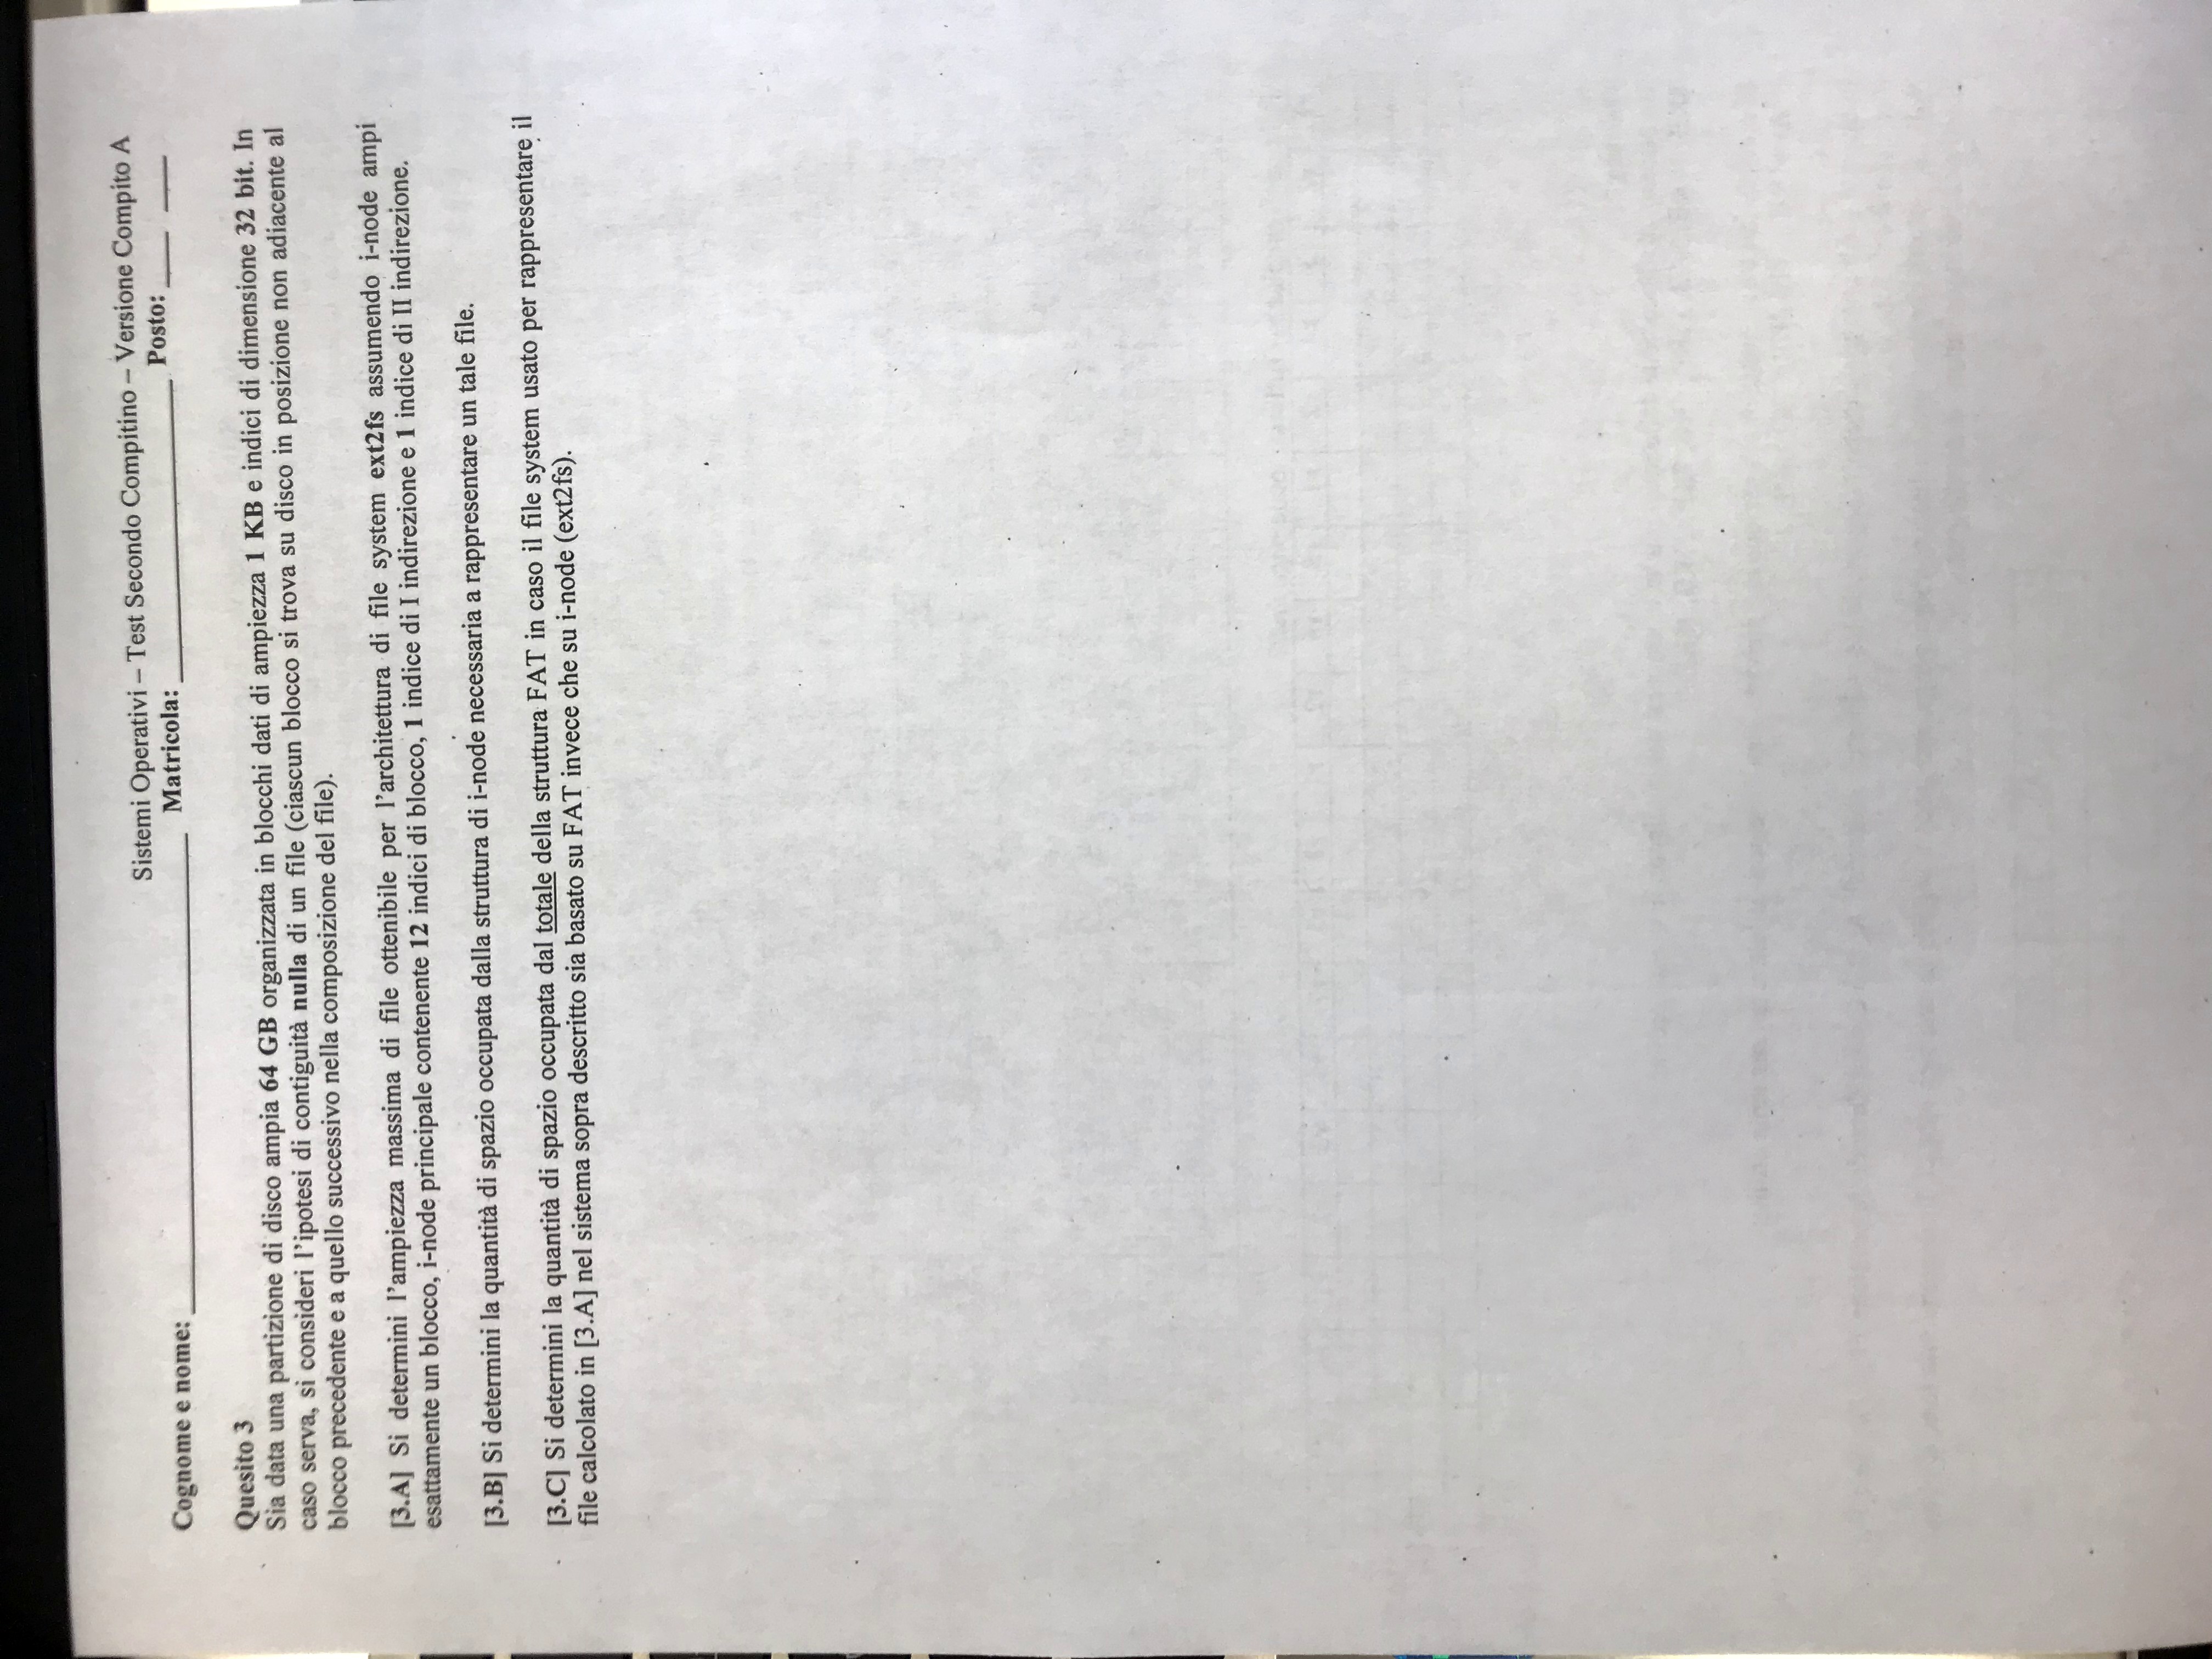 Sistemi Operativi – Test Secondo Compitino – Versione Compito A
Cognome e nome: ____ Matricola: ____ Posto: ____ ____
Quesito 3
Sia data una partizione di disco ampia 64 GB organizzata in blocchi dati di ampiezza 1 KB e indici di dimensione 32 bit. In
caso serva, si consideri l'ipotesi di contiguità nulla di un file (ciascun blocco si trova su disco in posizione non adiacente al
blocco precedente e a quello successivo nella composizione del file).
[3.A] Si determini l'ampiezza massima di file ottenibile per l'architettura di file system ext2fs assumendo i-node ampi
esattamente un blocco, i-node principale contenente 12 indici di blocco, 1 indice di I indirezione e 1 indice di II indirezione.
[3.B] Si determini la quantità di spazio occupata dalla struttura di i-node necessaria a rappresentare un tale file.
[3.C] Si determini la quantità di spazio occupata dal totale della struttura FAT in caso il file system usato per rappresentare il
file calcolato in [3.A] nel sistema sopra descritto sia basato su FAT invece che su i-node (ext2fs).